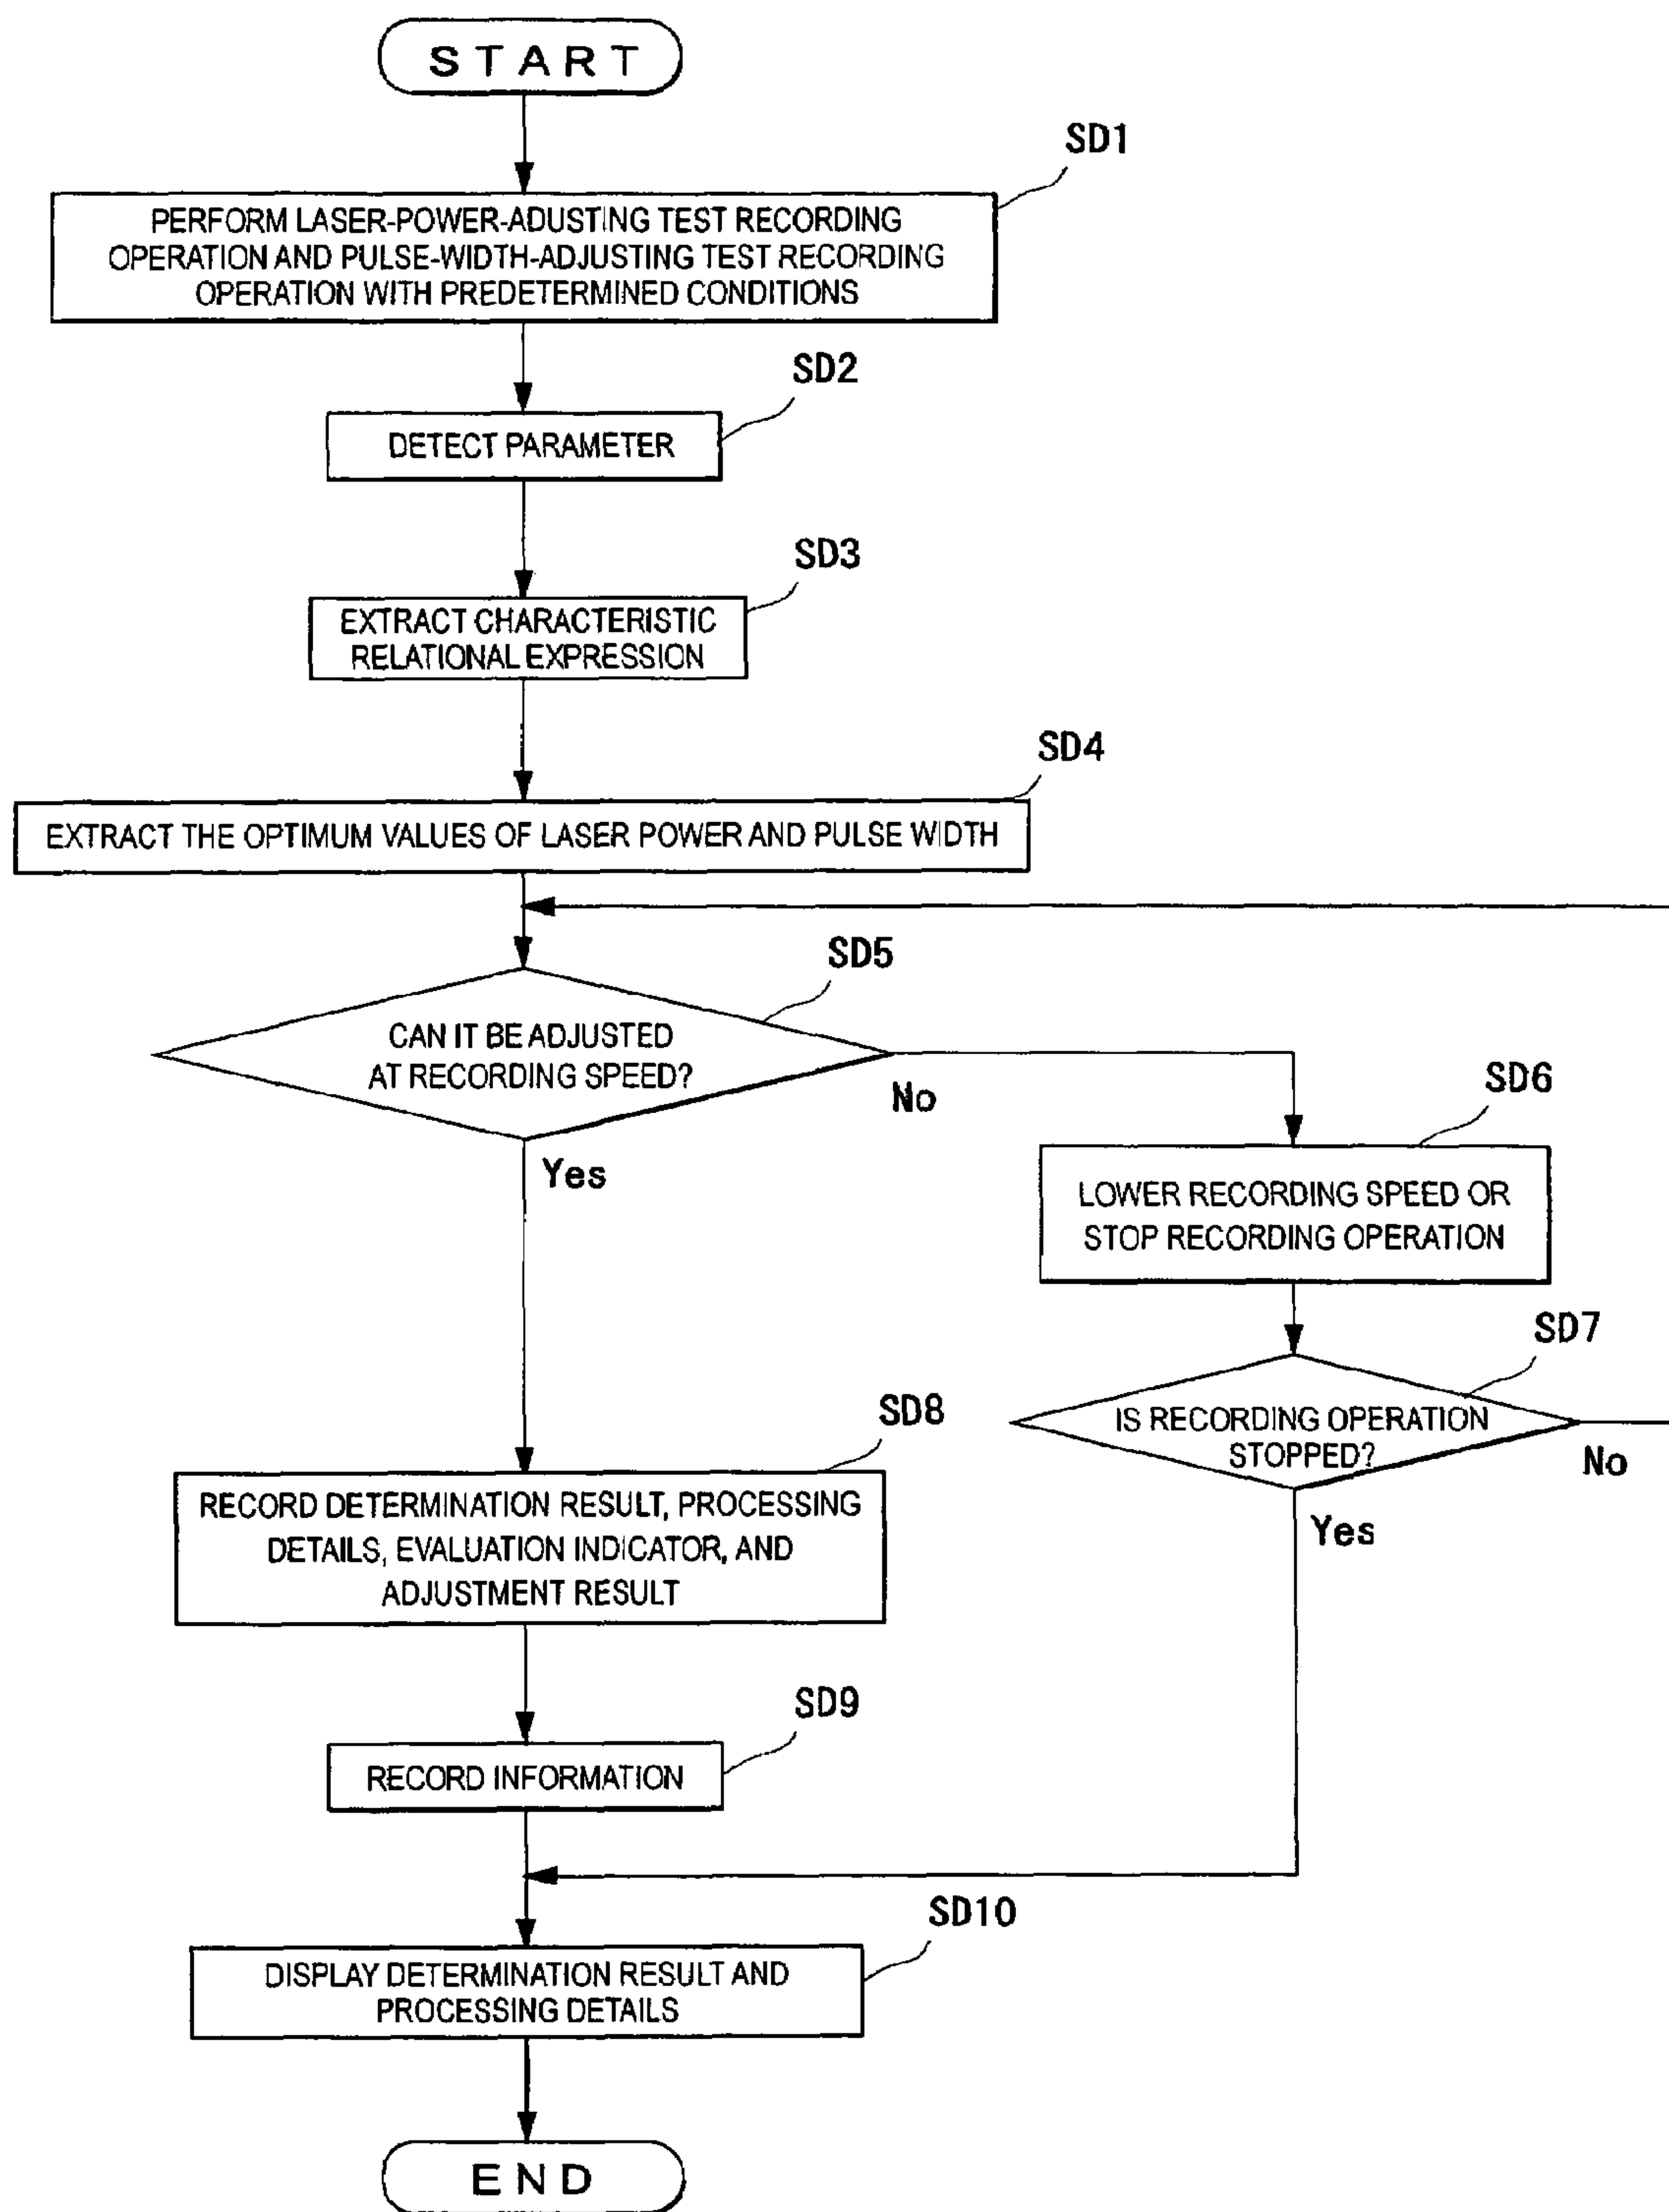 START
SD1
PERFORM LASER-POWER-ADUSTING TEST RECORDING
OPERATION AND PULSE-WIDTH-ADJUSTING TEST RECORDING
OPERATION WITH PREDETERMINED CONDITIONS
SD2
DETECT PARAMETER
SD3
EXTRACT CHARACTERISTIC
RELATIONAL EXPRESSION
SD4
EXTRACT THE OPTIMUM VALUES OF LASER POWER AND PULSE WIDTH
SD5
CAN IT BE ADJUSTED
AT RECORDING SPEED?
No
Yes
SD6
LOWER RECORDING SPEED OR
STOP RECORDING OPERATION
SD7
IS RECORDING OPERATION
STOPPED?
No
Yes
SD8
RECORD DETERMINATION RESULT, PROCESSING
DETAILS, EVALUATION INDICATOR, AND
ADJUSTMENT RESULT
SD9
RECORD INFORMATION
SD10
DISPLAY DETERMINATION RESULT AND
PROCESSING DETAILS
END